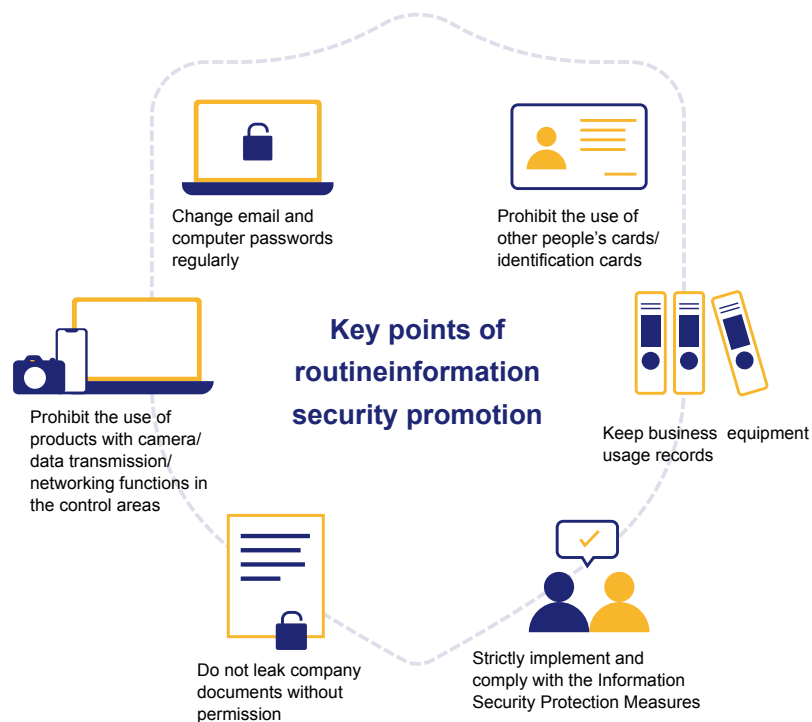 Change email and
computer passwords
regularly
Prohibit the use of
other people's cards/
identification cards
Key points of
routineinformation
security promotion
Prohibit the use of
products with camera/
data transmission/
networking functions in
the control areas
Keep business equipment
usage records
Do not leak company
documents without
permission
Strictly implement and
comply with the Information
Security Protection Measures